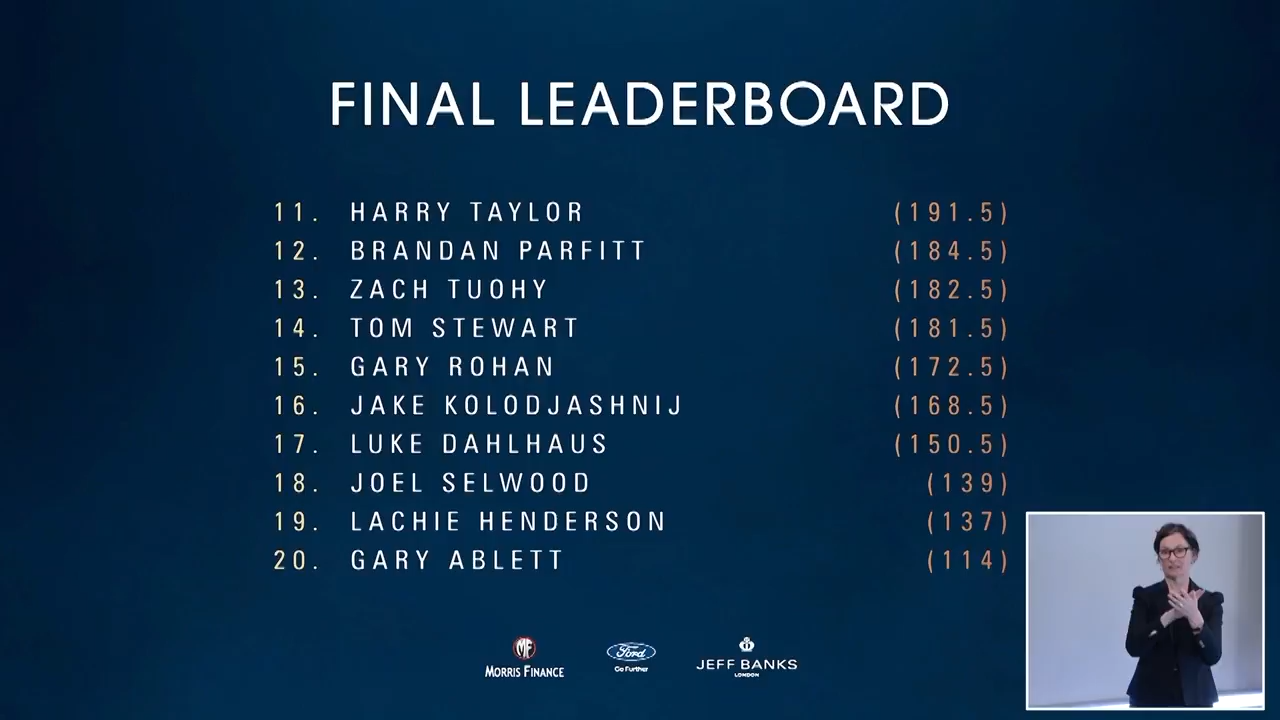 FINAL LEADERBOARD
11. HARRY TAYLOR (191.5)
12. BRANDAN PARFITT (184.5)
13. ZACH TUOHY (182.5)
14. TOM STEWART (181.5)
15. GARY ROHAN (172.5)
16. JAKE KOLODJASHNIJ (168.5)
17. LUKE DAHLHAUS (150.5)
18. JOEL SELWOOD (139)
19. LACHIE HENDERSON (137)
20. GARY ABLETT (114)
MF
MORRIS FINANCE
Ford
Go Further
JEFF BANKS
LONDON